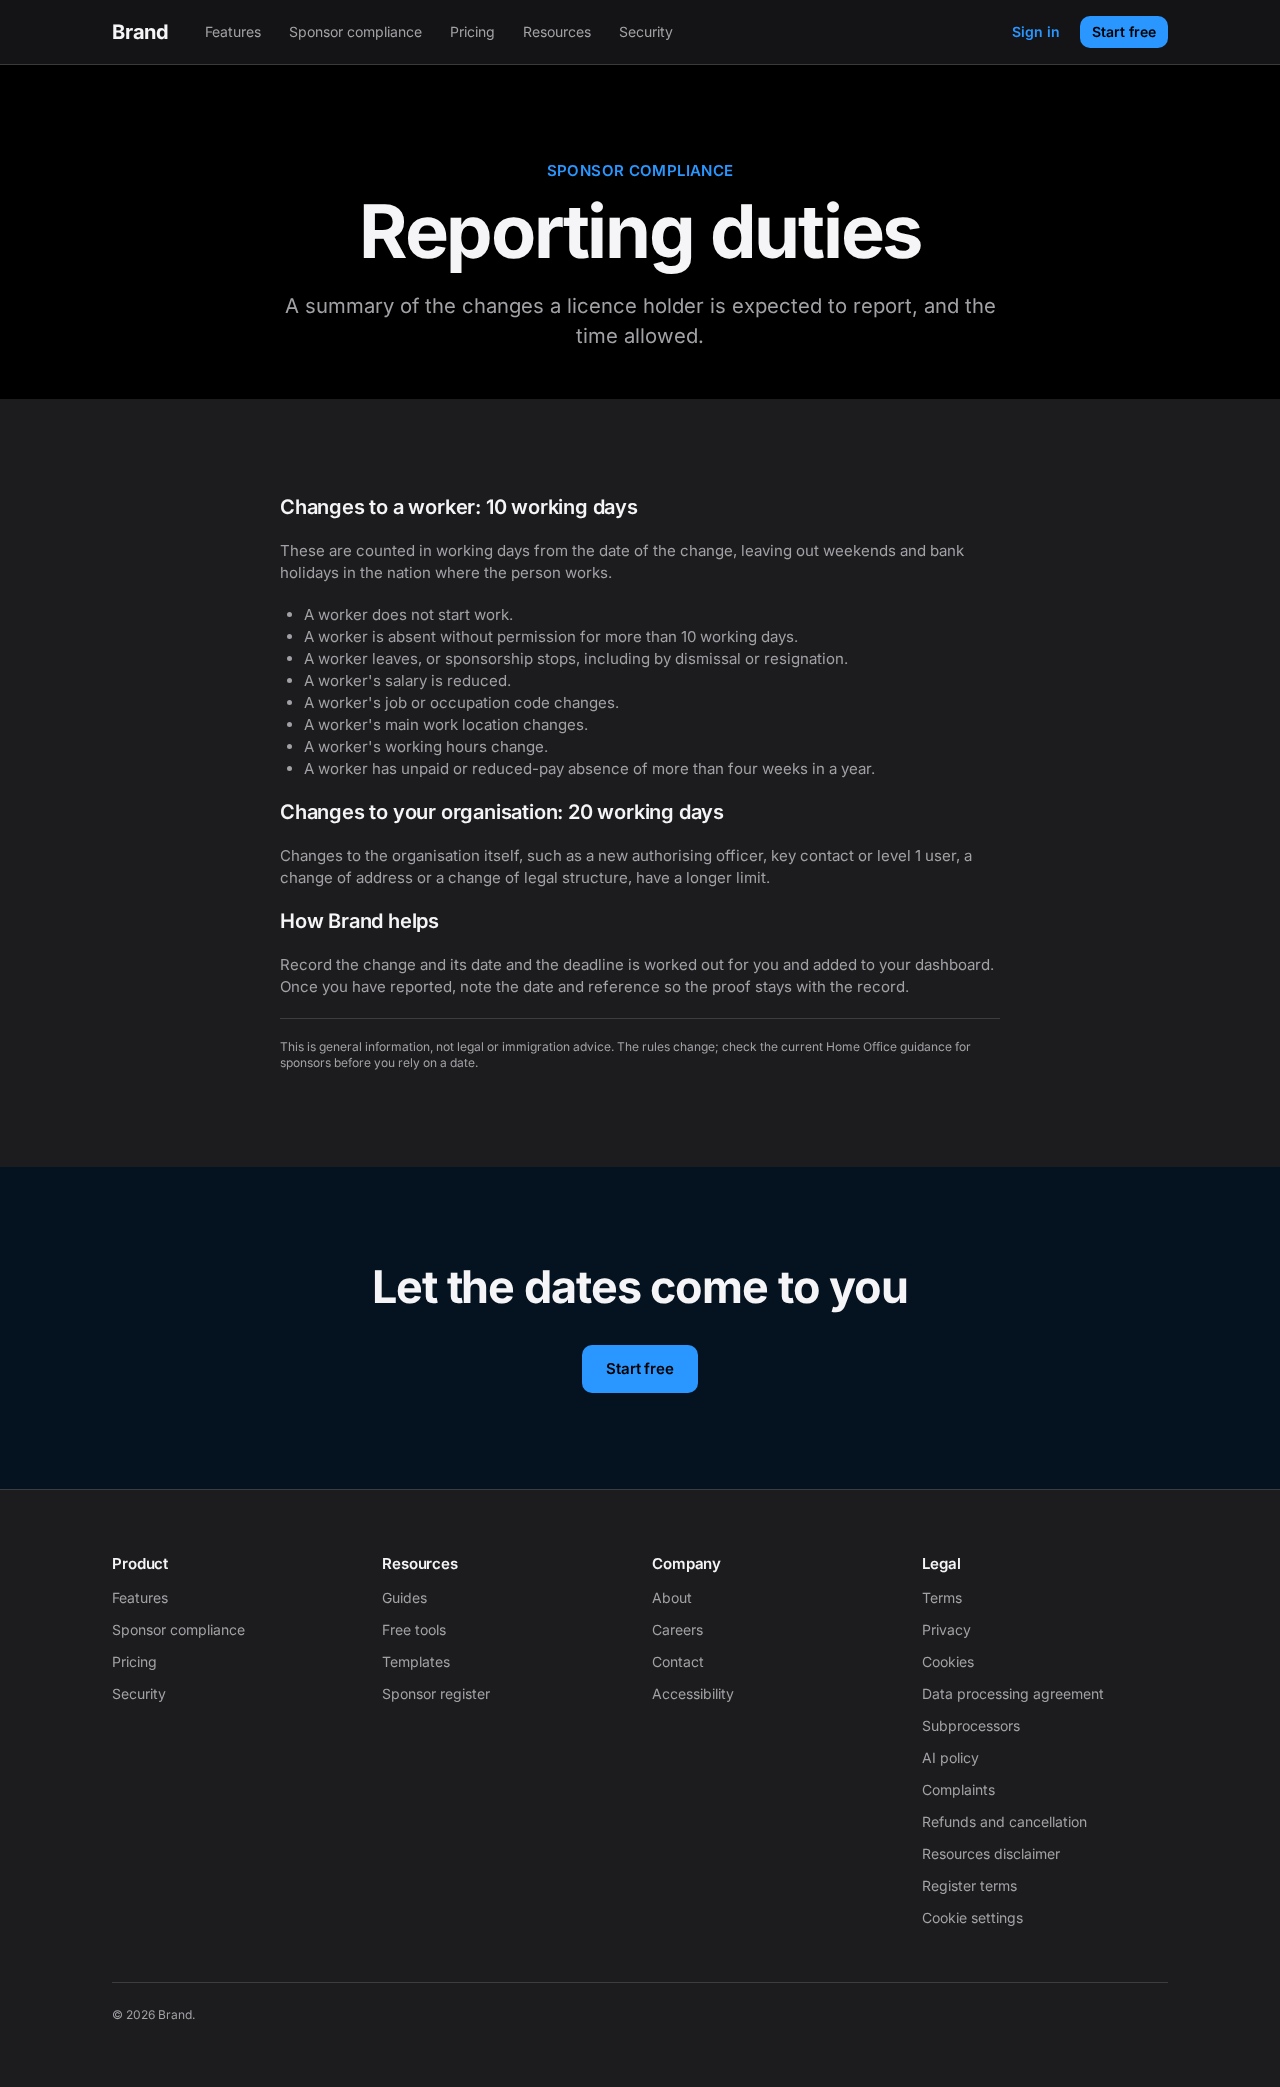 Brand
Features
Sponsor compliance
Pricing
Resources
Security
Sign in
Start free
SPONSOR COMPLIANCE
Reporting duties
A summary of the changes a licence holder is expected to report, and the
time allowed.
Changes to a worker: 10 working days
These are counted in working days from the date of the change, leaving out weekends and bank
holidays in the nation where the person works.
• A worker does not start work.
• A worker is absent without permission for more than 10 working days.
• A worker leaves, or sponsorship stops, including by dismissal or resignation.
• A worker's salary is reduced.
• A worker's job or occupation code changes.
• A worker's main work location changes.
• A worker's working hours change.
• A worker has unpaid or reduced-pay absence of more than four weeks in a year.
Changes to your organisation: 20 working days
Changes to the organisation itself, such as a new authorising officer, key contact or level 1 user, a
change of address or a change of legal structure, have a longer limit.
How Brand helps
Record the change and its date and the deadline is worked out for you and added to your dashboard.
Once you have reported, note the date and reference so the proof stays with the record.
This is general information, not legal or immigration advice. The rules change; check the current Home Office guidance for
sponsors before you rely on a date.
Let the dates come to you
Start free
Product
Features
Sponsor compliance
Pricing
Security
Resources
Guides
Free tools
Templates
Sponsor register
Company
About
Careers
Contact
Accessibility
Legal
Terms
Privacy
Cookies
Data processing agreement
Subprocessors
AI policy
Complaints
Refunds and cancellation
Resources disclaimer
Register terms
Cookie settings
© 2026 Brand.